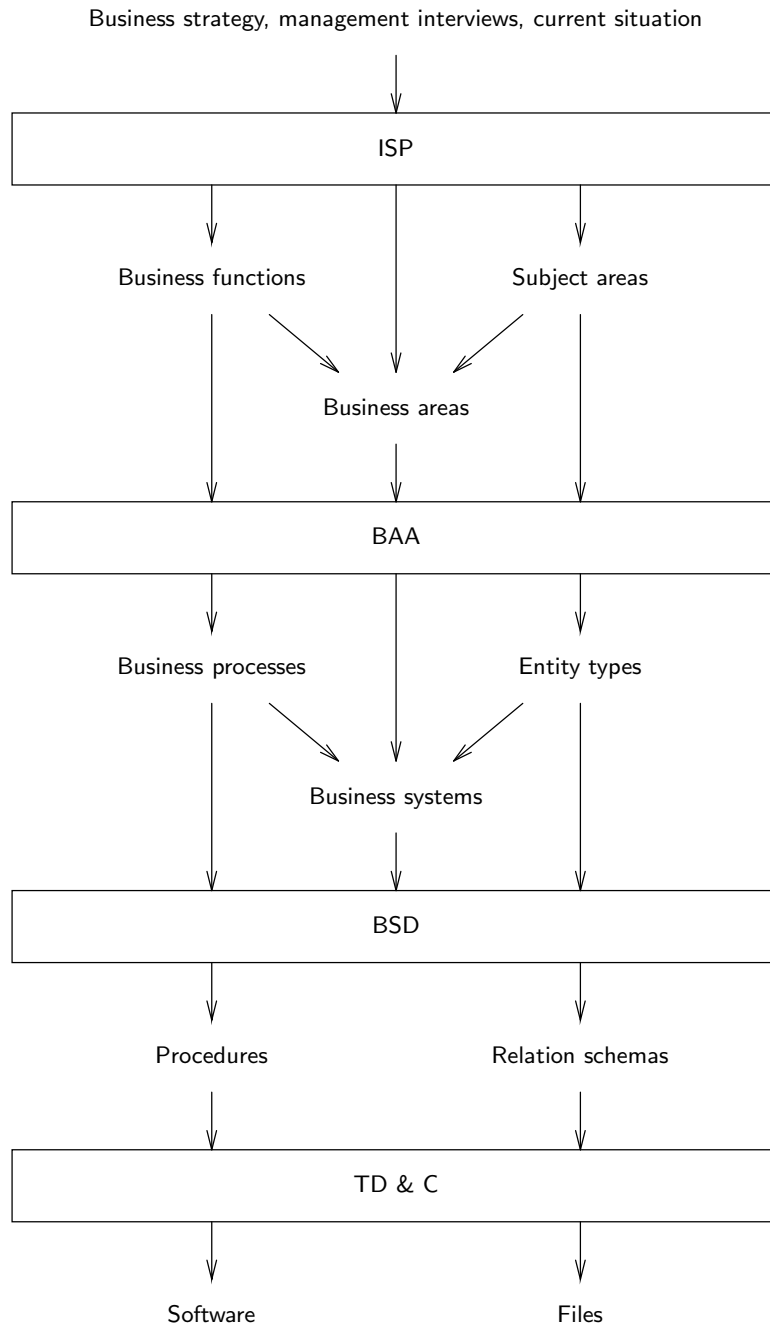 Business strategy, management interviews, current situation
ISP
Business functions
Subject areas
Business areas
BAA
Business processes
Entity types
Business systems
BSD
Procedures
Relation schemas
TD & C
Software
Files